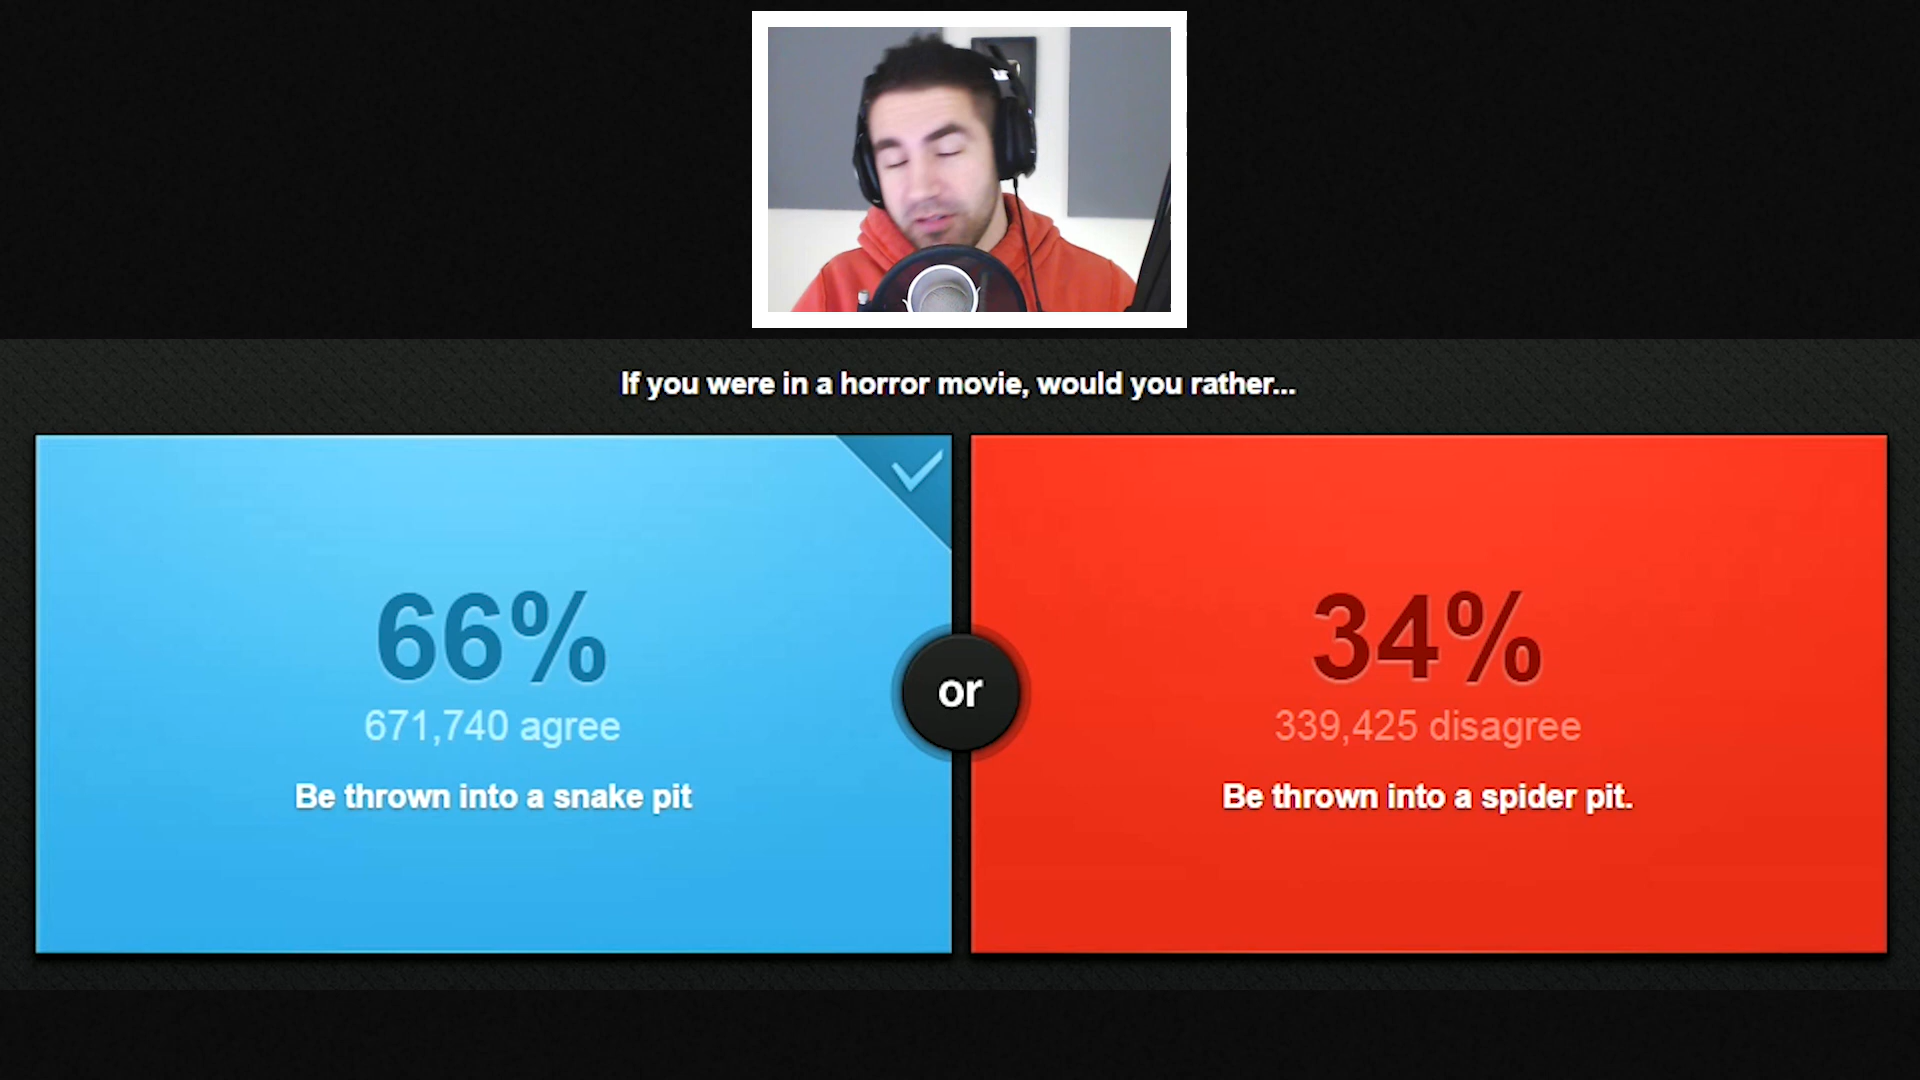 If you were in a horror movie, would you rather...
66%
671,740 agree
Be thrown into a snake pit
or
34%
339,425 disagree
Be thrown into a spider pit.